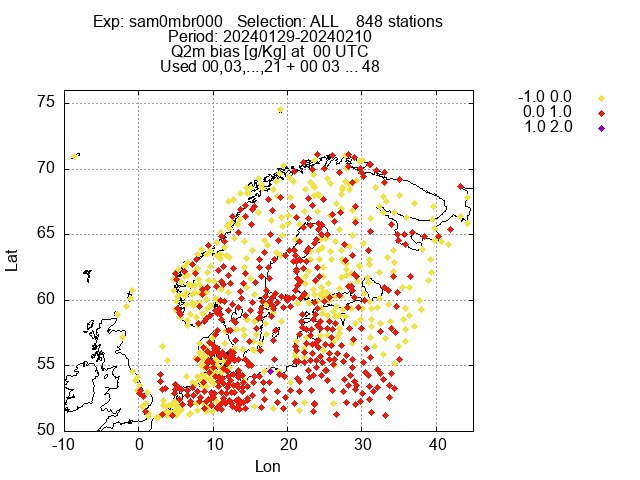 Exp: sam0mbr000   Selection: ALL    848 stations
Period: 20240129-20240210
Q2m bias [g/Kg] at  00 UTC
Used 00,03,...,21 + 00 03 ... 48
-1.0 0.0
0.0 1.0
1.0 2.0
75
70
65
60
55
50
Lat
-10 0 10 20 30 40
Lon